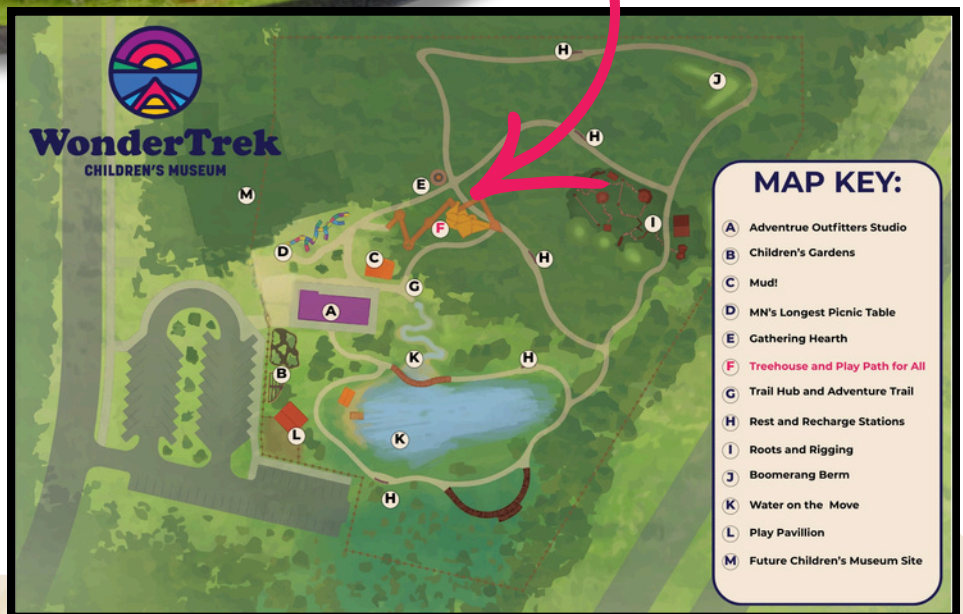 WonderTrek
CHILDREN'S MUSEUM
H
J
H
M
E
F
I
D
C
H
G
A
K
H
B
L
K
H
MAP KEY:
A Adventrue Outfitters Studio
B Children's Gardens
C Mud!
D MN's Longest Picnic Table
E Gathering Hearth
F Treehouse and Play Path for All
G Trail Hub and Adventure Trail
H Rest and Recharge Stations
I Roots and Rigging
J Boomerang Berm
K Water on the Move
L Play Pavillion
M Future Children's Museum Site